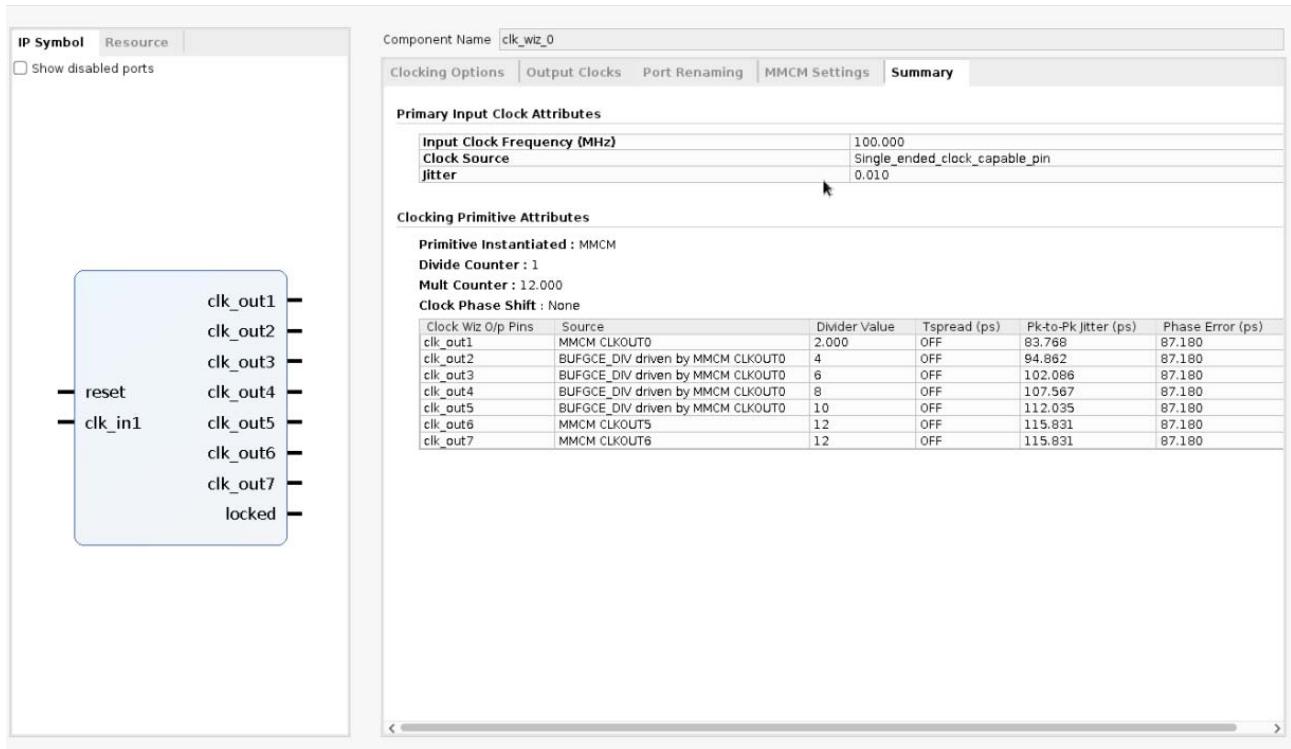 IP Symbol Resource
Show disabled ports
reset
clk_in1
clk_out1
clk_out2
clk_out3
clk_out4
clk_out5
clk_out6
clk_out7
locked
Component Name clk_wiz_0
Clocking Options Output Clocks Port Renaming MMCM Settings Summary
Primary Input Clock Attributes
Input Clock Frequency (MHz) 100.000
Clock Source Single_ended_clock_capable_pin
Jitter 0.010
Clocking Primitive Attributes
Primitive Instantiated : MMCM
Divide Counter : 1
Mult Counter : 12.000
Clock Phase Shift : None
Clock Wiz O/p Pins Source Divider Value Tspread (ps) Pk-to-Pk Jitter (ps) Phase Error (ps)
clk_out1 MMCM CLKOUT0 2.000 OFF 83.768 87.180
clk_out2 BUFGCE_DIV driven by MMCM CLKOUT0 4 OFF 94.862 87.180
clk_out3 BUFGCE_DIV driven by MMCM CLKOUT0 6 OFF 102.086 87.180
clk_out4 BUFGCE_DIV driven by MMCM CLKOUT0 8 OFF 107.567 87.180
clk_out5 BUFGCE_DIV driven by MMCM CLKOUT0 10 OFF 112.035 87.180
clk_out6 MMCM CLKOUT5 12 OFF 115.831 87.180
clk_out7 MMCM CLKOUT6 12 OFF 115.831 87.180